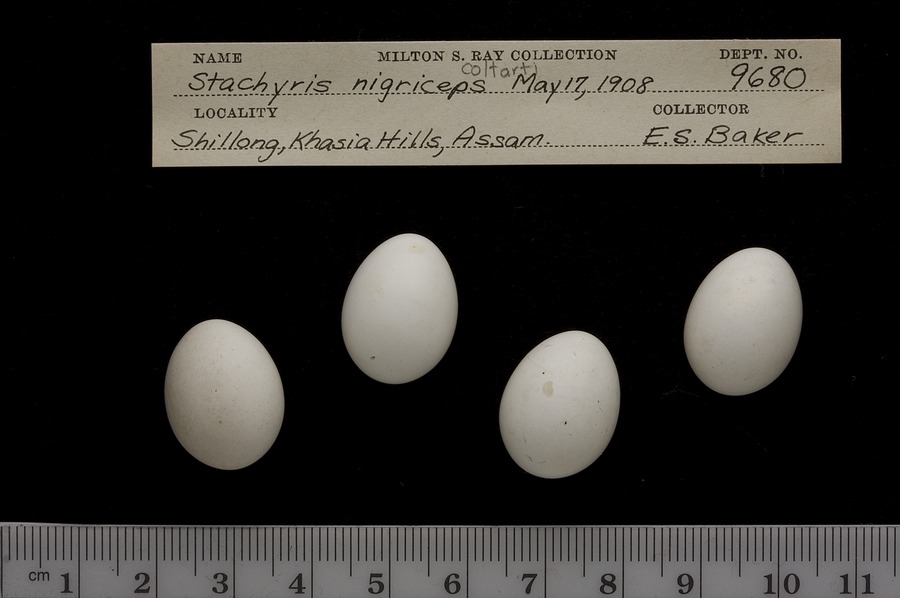 NAME MILTON S. RAY COLLECTION DEPT. NO.
coltarti
Stachyris nigriceps May 17, 1908 9680
LOCALITY COLLECTOR
Shillong, Khasia Hills, Assam. E.S. Baker
cm 1 2 3 4 5 6 7 8 9 10 11